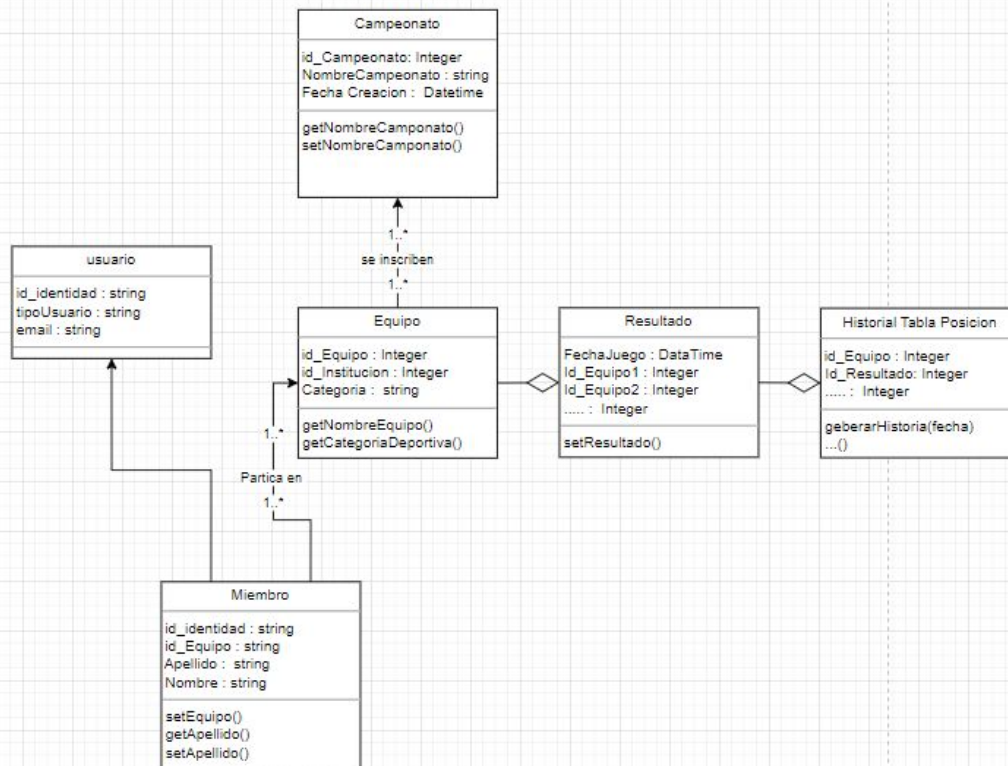 Campeonato
id_Campeonato: Integer
NombreCampeonato : string
Fecha Creacion : Datetime
getNombreCamponato()
setNombreCamponato()
1..*
se inscriben
1..*
usuario
id_identidad : string
tipoUsuario : string
email : string
Equipo
id_Equipo : Integer
id_Institucion : Integer
Categoria : string
getNombreEquipo()
getCategoriaDeportiva()
Resultado
FechaJuego : DataTime
Id_Equipo1 : Integer
Id_Equipo2 : Integer
..... : Integer
setResultado()
Historial Tabla Posicion
id_Equipo : Integer
Id_Resultado: Integer
..... : Integer
geberarHistoria(fecha)
...()
1..*
Partica en
1..*
Miembro
id_identidad : string
id_Equipo : string
Apellido : string
Nombre : string
setEquipo()
getApellido()
setApellido()